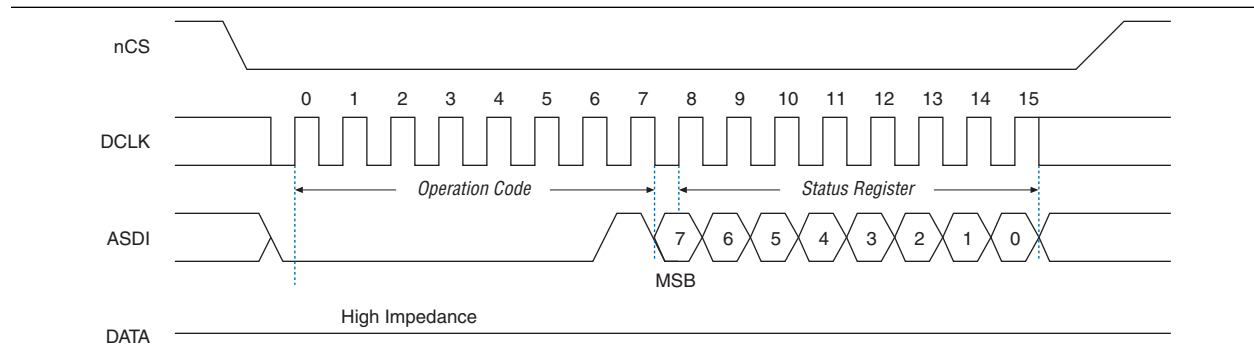 nCS
0 1 2 3 4 5 6 7 8 9 10 11 12 13 14 15
DCLK
Operation Code Status Register
ASDI 7 6 5 4 3 2 1 0
MSB
High Impedance
DATA